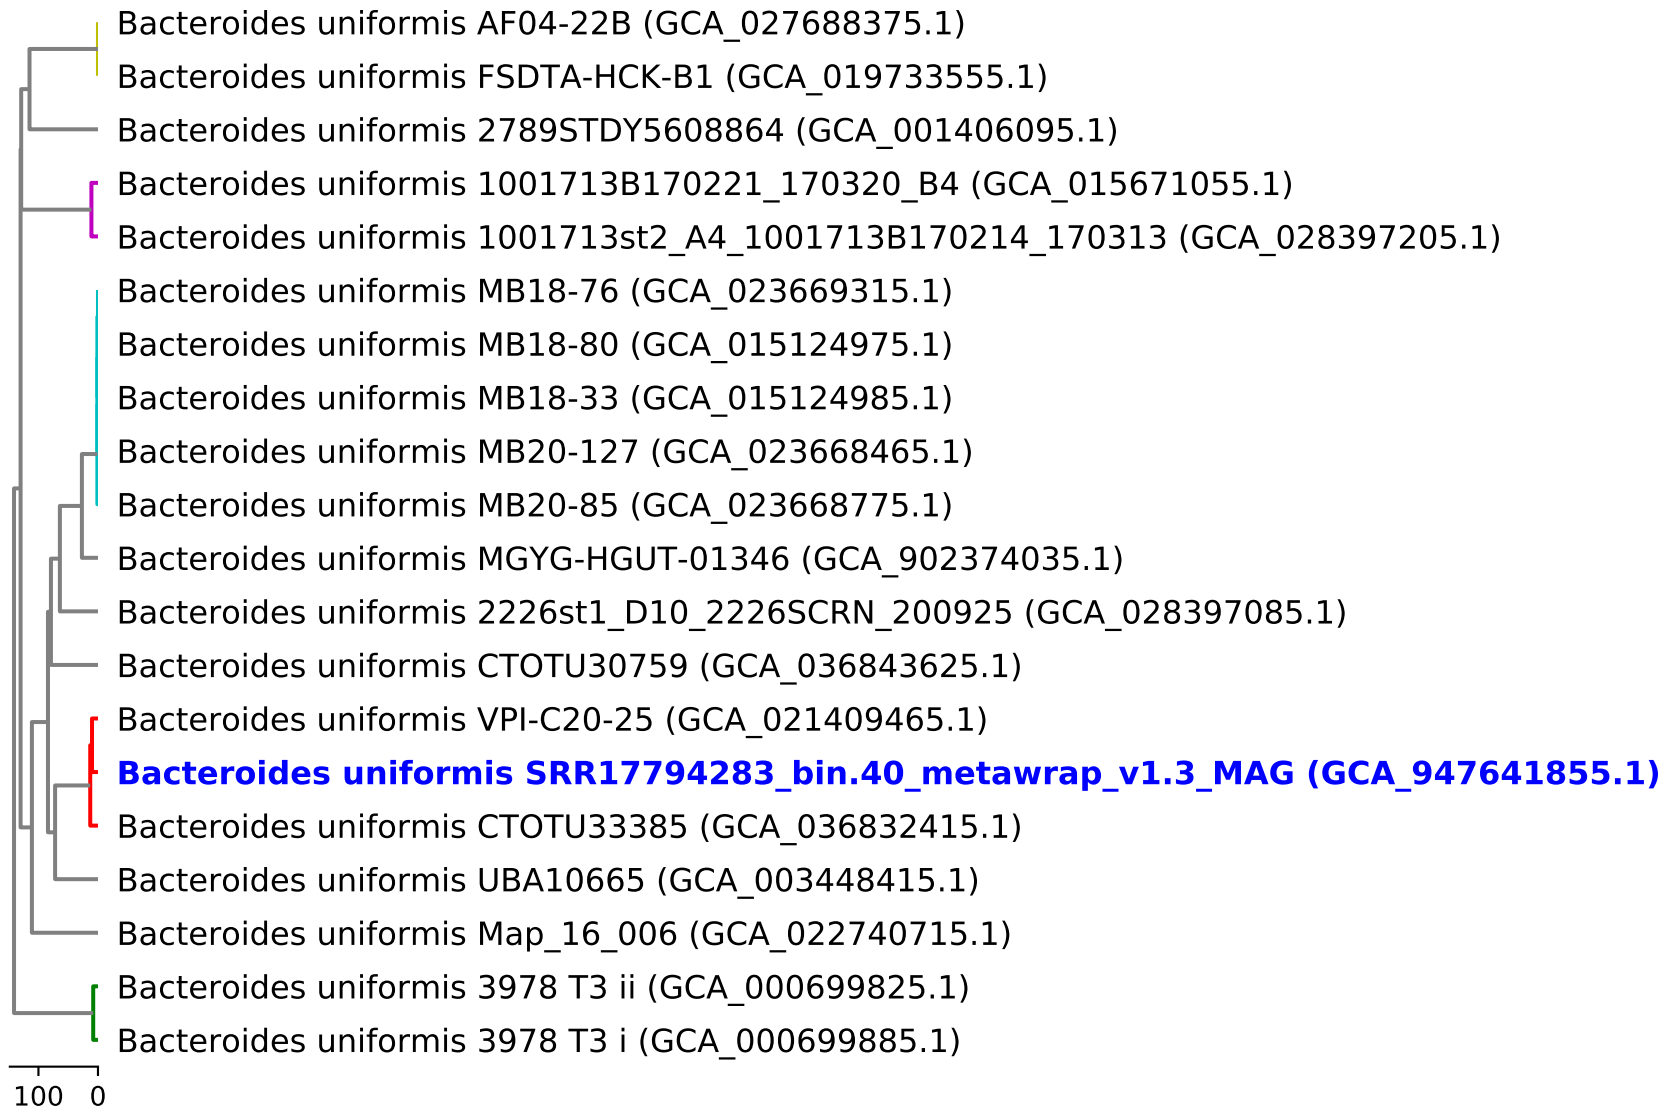 Bacteroides uniformis AF04-22B (GCA_027688375.1)
Bacteroides uniformis FSDTA-HCK-B1 (GCA_019733555.1)
Bacteroides uniformis 2789STDY5608864 (GCA_001406095.1)
Bacteroides uniformis 1001713B170221_170320_B4 (GCA_015671055.1)
Bacteroides uniformis 1001713st2_A4_1001713B170214_170313 (GCA_028397205.1)
Bacteroides uniformis MB18-76 (GCA_023669315.1)
Bacteroides uniformis MB18-80 (GCA_015124975.1)
Bacteroides uniformis MB18-33 (GCA_015124985.1)
Bacteroides uniformis MB20-127 (GCA_023668465.1)
Bacteroides uniformis MB20-85 (GCA_023668775.1)
Bacteroides uniformis MGYG-HGUT-01346 (GCA_902374035.1)
Bacteroides uniformis 2226st1_D10_2226SCRN_200925 (GCA_028397085.1)
Bacteroides uniformis CTOTU30759 (GCA_036843625.1)
Bacteroides uniformis VPI-C20-25 (GCA_021409465.1)
Bacteroides uniformis SRR17794283_bin.40_metawrap_v1.3_MAG (GCA_947641855.1)
Bacteroides uniformis CTOTU33385 (GCA_036832415.1)
Bacteroides uniformis UBA10665 (GCA_003448415.1)
Bacteroides uniformis Map_16_006 (GCA_022740715.1)
Bacteroides uniformis 3978 T3 ii (GCA_000699825.1)
Bacteroides uniformis 3978 T3 i (GCA_000699885.1)
100 0